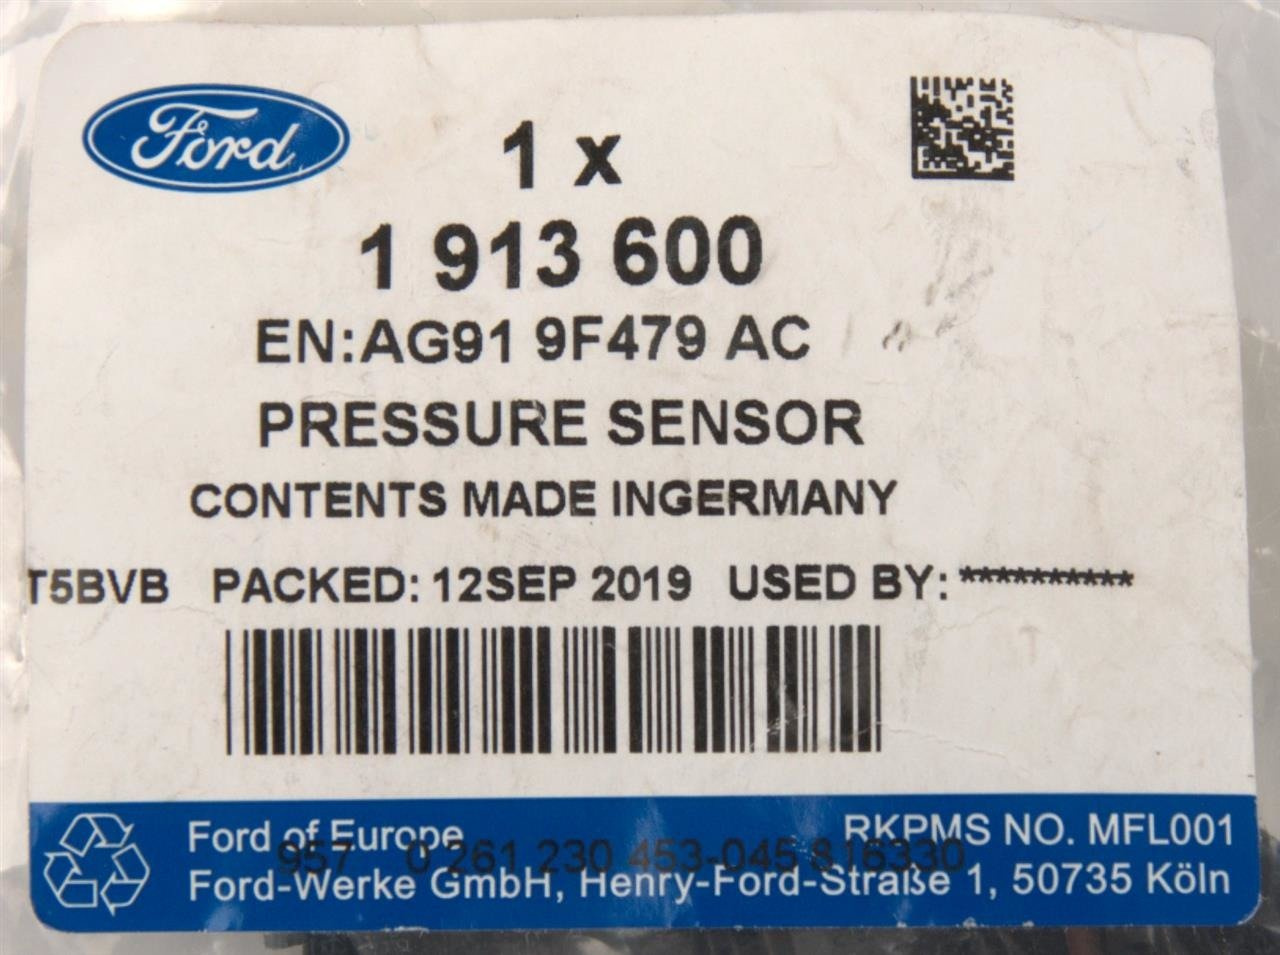 Ford
1 x
1 913 600
EN:AG91 9F479 AC
PRESSURE SENSOR
CONTENTS MADE INGERMANY
T5BVB PACKED: 12SEP 2019 USED BY: **********
Ford of Europe RKPMS NO. MFL001
957 0 261 230 453-045 816330
Ford-Werke GmbH, Henry-Ford-Straße 1, 50735 Köln